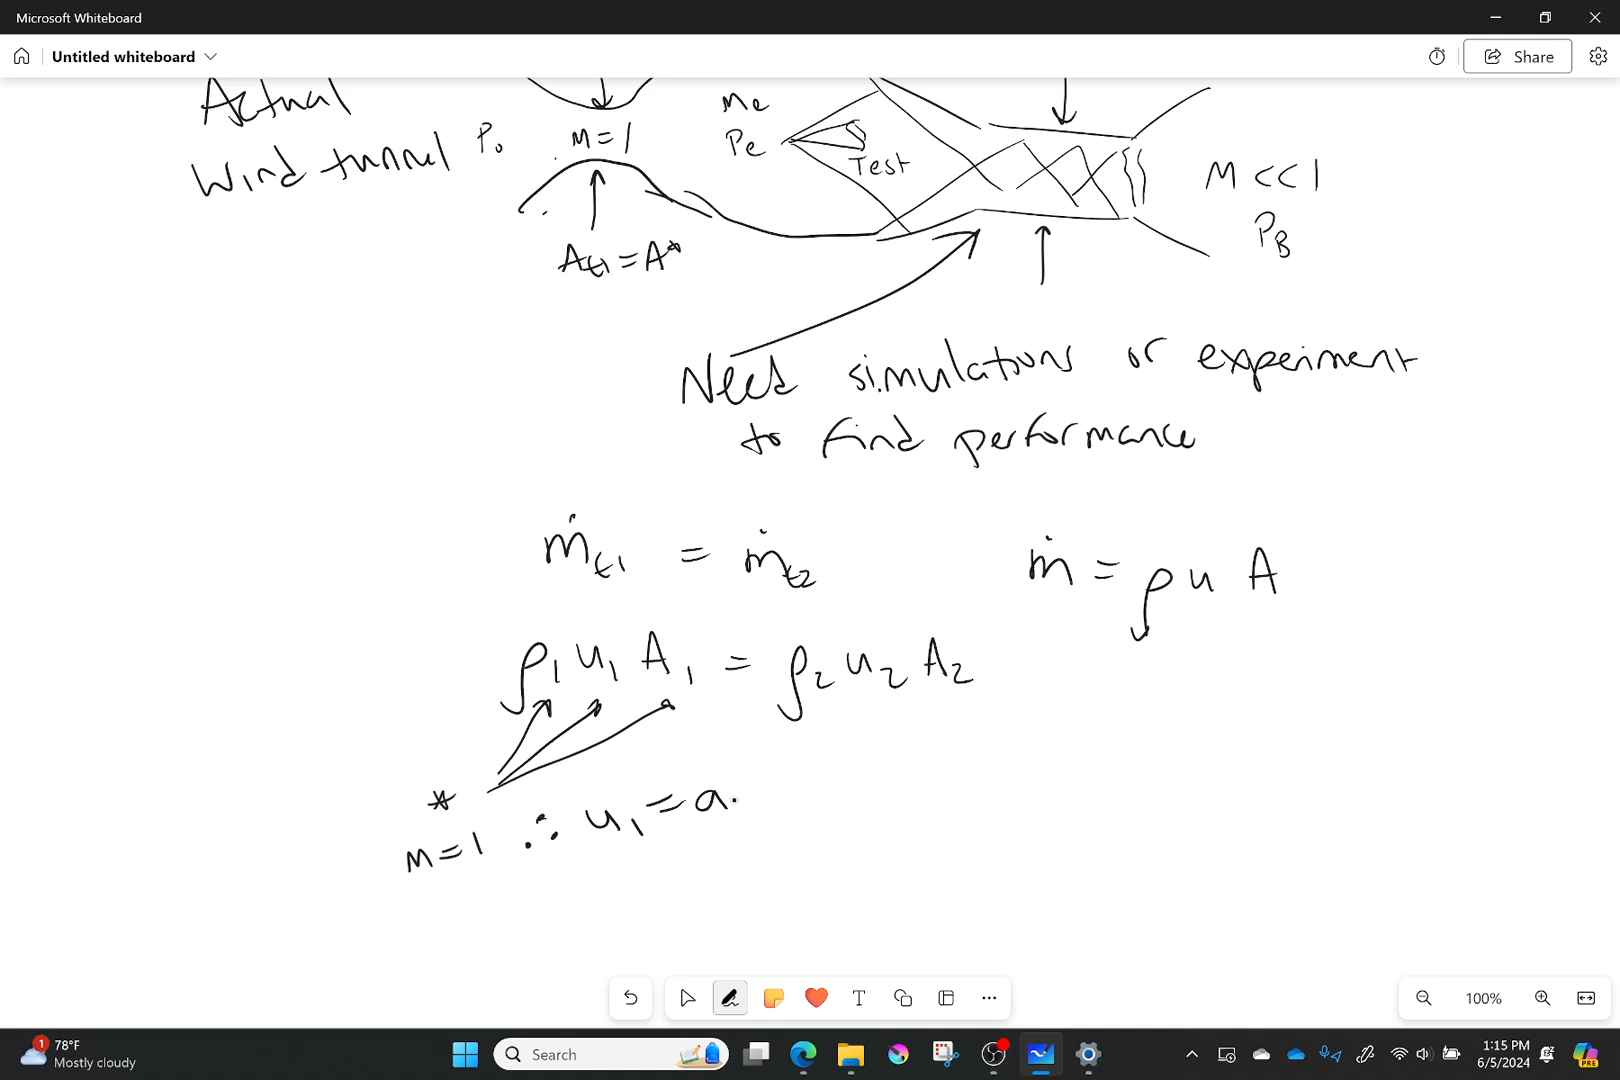 Microsoft Whiteboard
Untitled whiteboard
Share
Actual
Wind tunnel
P₀
M = 1
Me
Pe
Test
M << 1
P_B
A_t1 = A*
Need simulations or experiment
to find performance
ṁ_t1 = ṁ_t2
ṁ = ρ u A
ρ₁ u₁ A₁ = ρ₂ u₂ A₂
*
M = 1 ∴ u₁ = a
T
100%
1
78°F
Mostly cloudy
Search
PRE
1:15 PM
6/5/2024